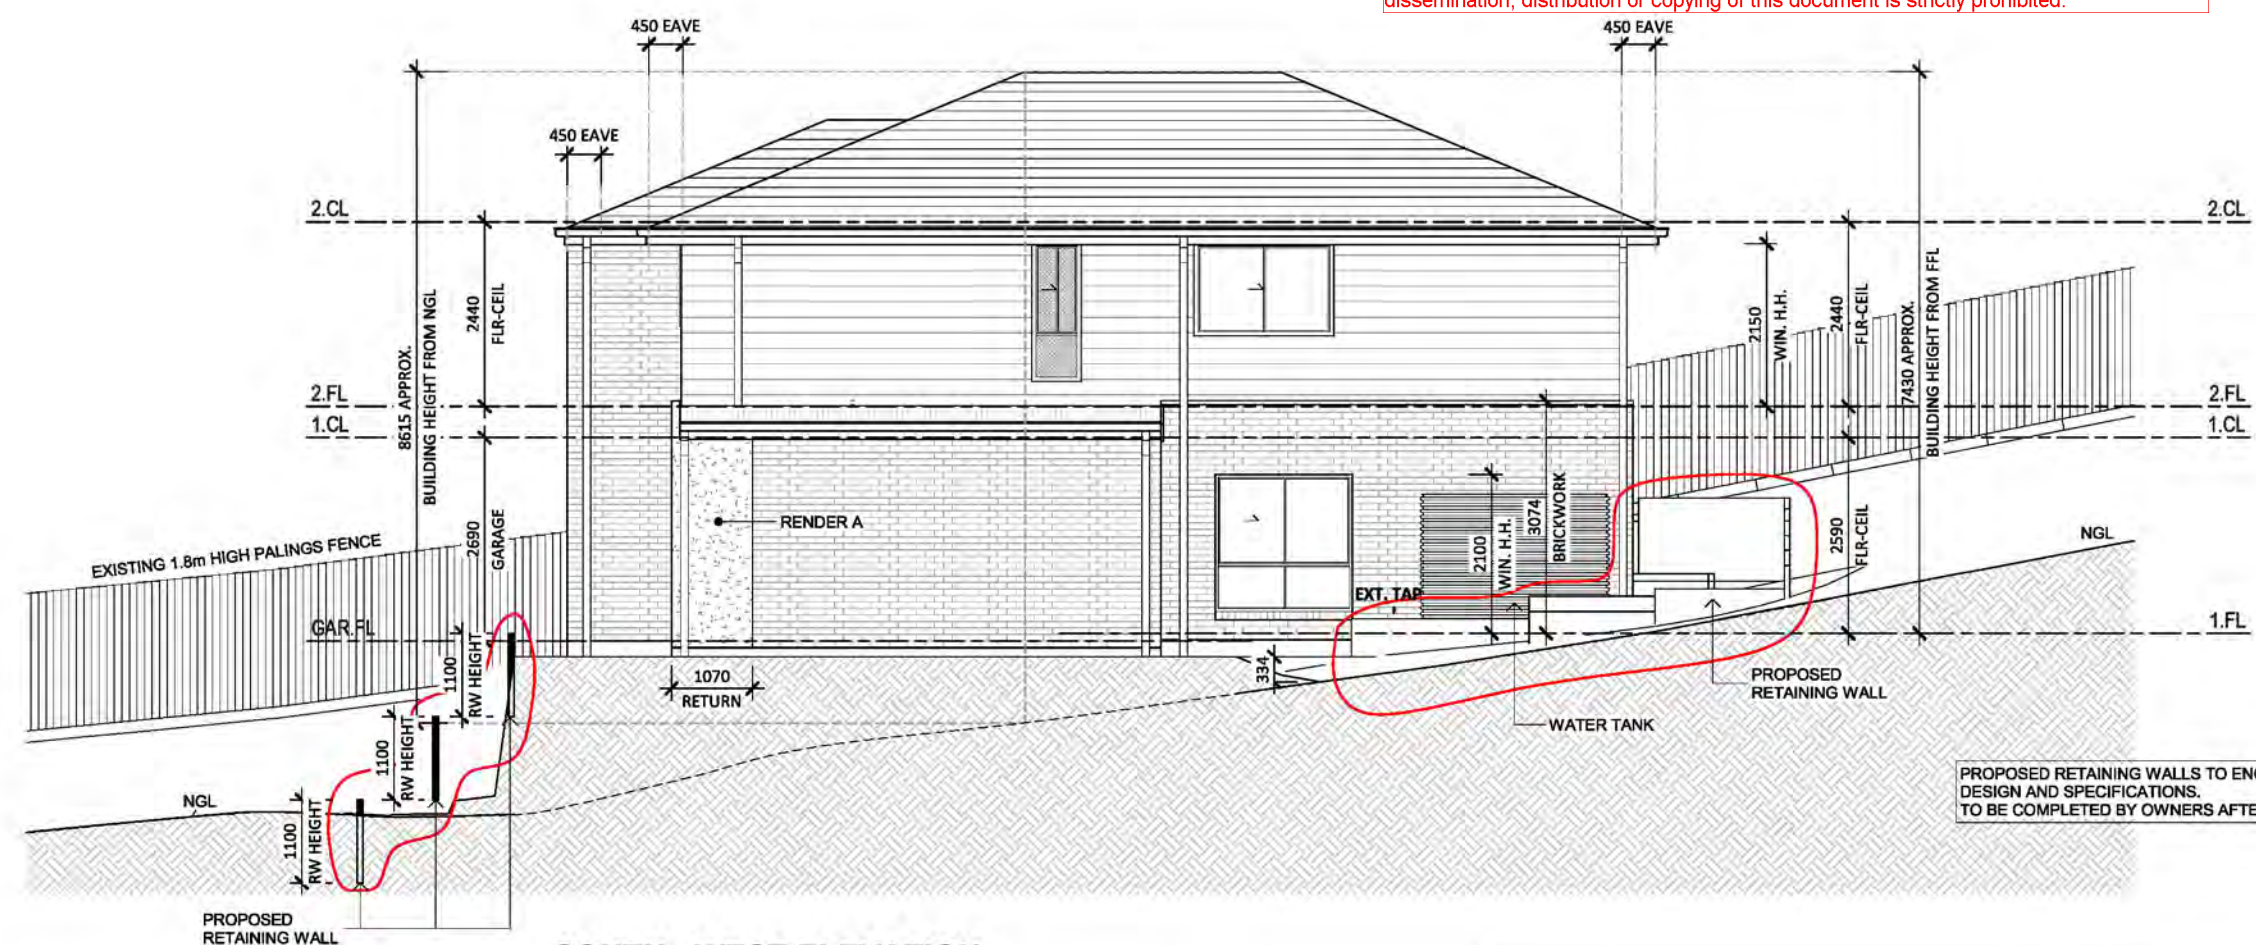 dissemination, distribution or copying of this document is strictly prohibited.
450 EAVE
450 EAVE
450 EAVE
2.CL
2.CL
8615 APPROX.
BUILDING HEIGHT FROM NGL
2440
FLR-CEIL
2150
WIN. H.H.
2440
FLR-CEIL
7430 APPROX.
BUILDING HEIGHT FROM FFL
2.FL
2.FL
1.CL
1.CL
2690
GARAGE
RENDER A
2100
WIN. H.H.
3074
BRICKWORK
2590
FLR-CEIL
NGL
EXISTING 1.8m HIGH PALINGS FENCE
EXT. TAP
GAR.FL
1.FL
1100
RW HEIGHT
1070
RETURN
334
PROPOSED
RETAINING WALL
WATER TANK
1100
RW HEIGHT
NGL
1100
RW HEIGHT
PROPOSED RETAINING WALLS TO
DESIGN AND SPECIFICATIONS.
TO BE COMPLETED BY OWNERS
PROPOSED
RETAINING WALL